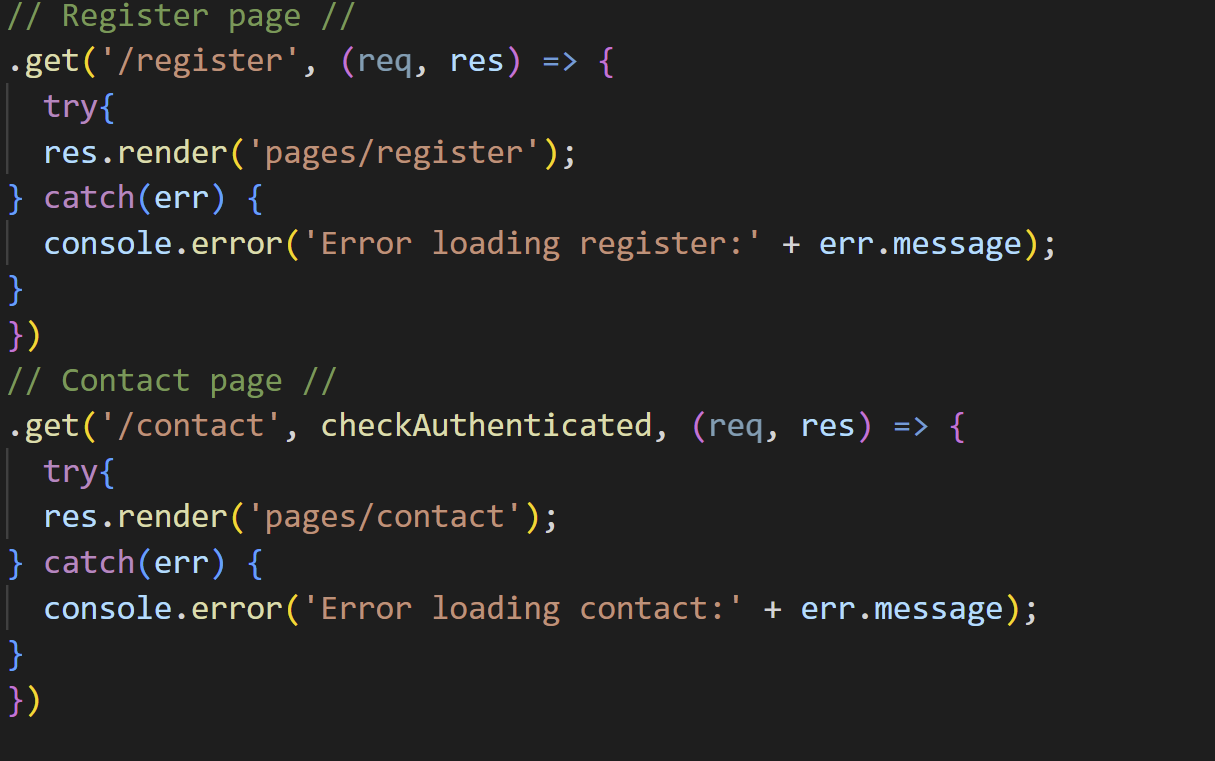 // Register page //
.get('/register', (req, res) => {
  try{
  res.render('pages/register');
} catch(err) {
  console.error('Error loading register:' + err.message);
}
})
// Contact page //
.get('/contact', checkAuthenticated, (req, res) => {
  try{
  res.render('pages/contact');
} catch(err) {
  console.error('Error loading contact:' + err.message);
}
})